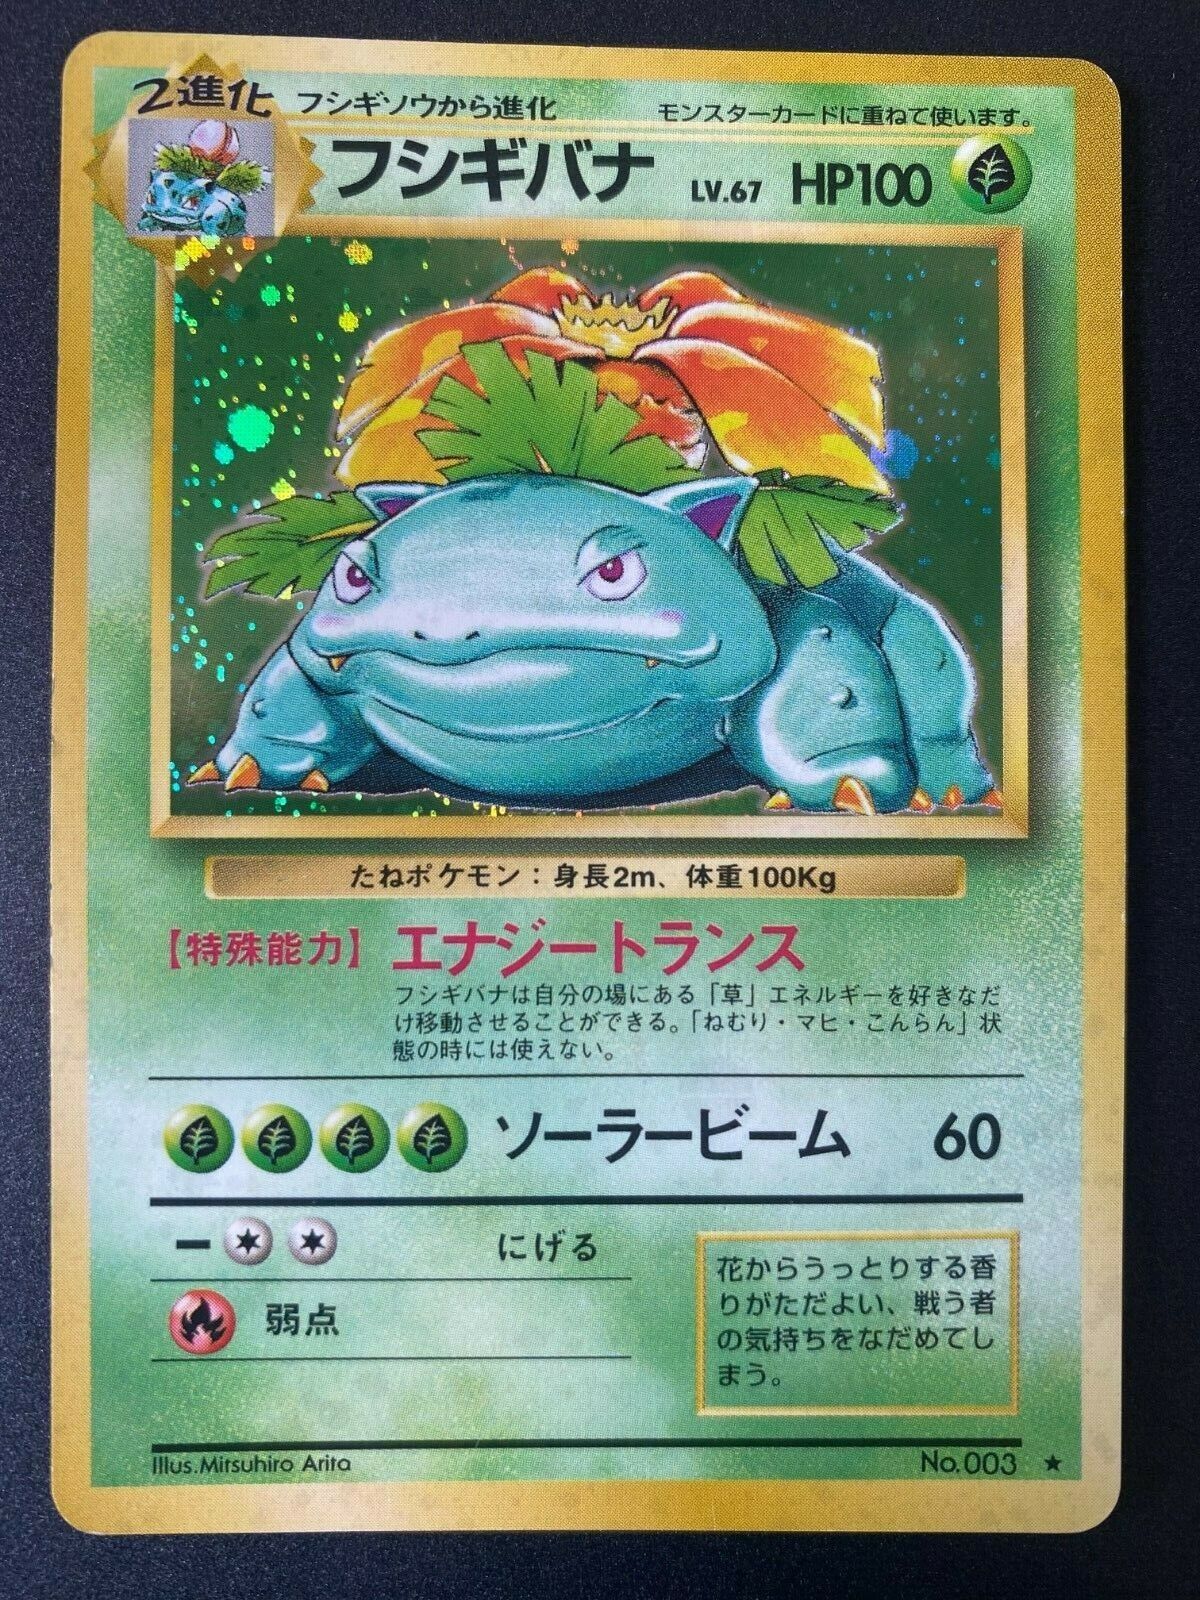 2進化 フシギソウから進化 モンスターカードに重ねて使います。
フシギバナ LV.67 HP100
たねポケモン：身長2m、体重100Kg
【特殊能力】エナジートランス
フシギバナは自分の場にある「草」エネルギーを好きなだ
け移動させることができる。「ねむり・マヒ・こんらん」状
態の時には使えない。
ソーラービーム 60
ー にげる
弱点
花からうっとりする香
りがただよい、戦う者
の気持ちをなだめてし
まう。
Illus.Mitsuhiro Arita No.003 ★